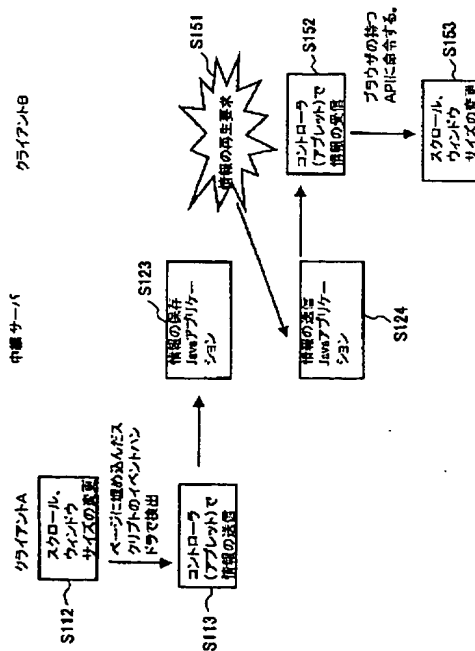 クライアントA
中継サーバ
クライアントB
S112
スクロール、
ウィンドウ
サイズの変更
ページに埋め込んだス
クリプトのイベントハン
ドラで検出
S113
コントローラ
(アプレット)で
情報の送信
S123
情報の保存
Javaアプリケー
ション
S151
情報の再生要求
情報の送信
Javaアプリケー
ション
S124
S152
コントローラ
(アプレット)で
情報の受信
ブラウザの持つ
APIに命令する。
スクロール、
ウィンドウ
サイズの変更
S153